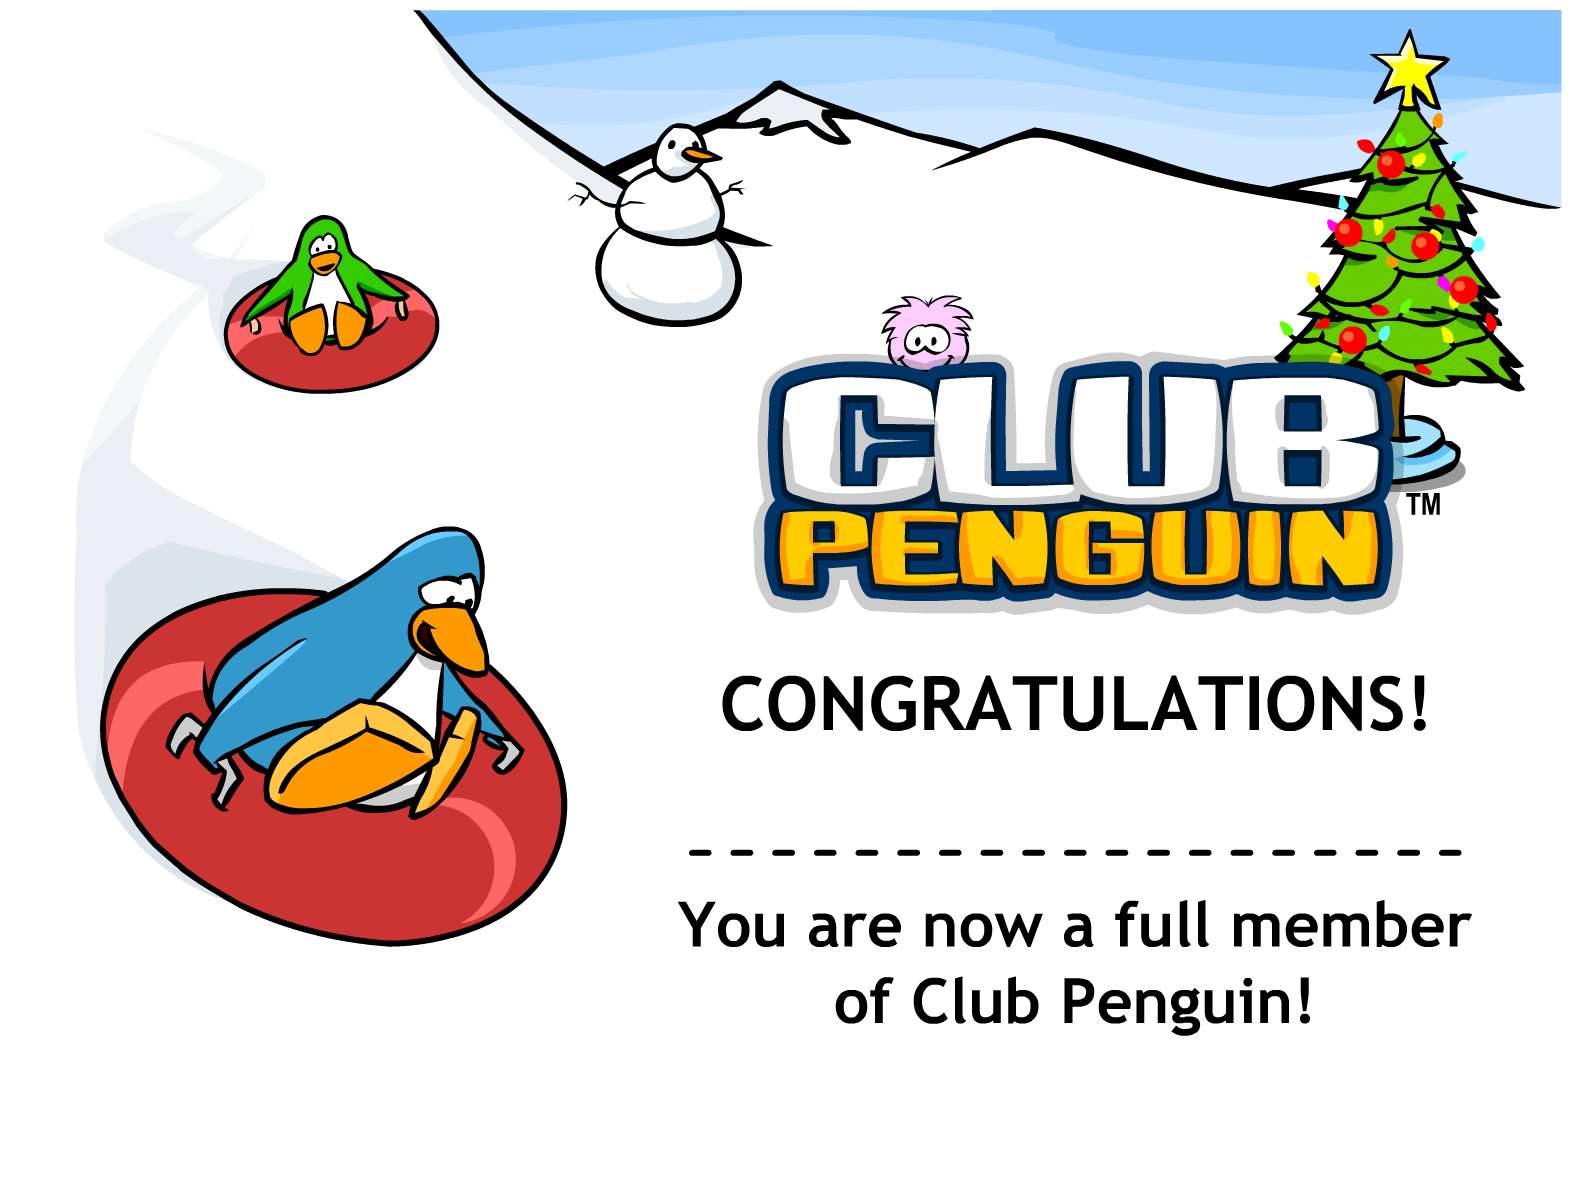 CLUB
PENGUIN
TM
CONGRATULATIONS!
- - - - - - - - - - - - - - - - - - -
You are now a full member
of Club Penguin!